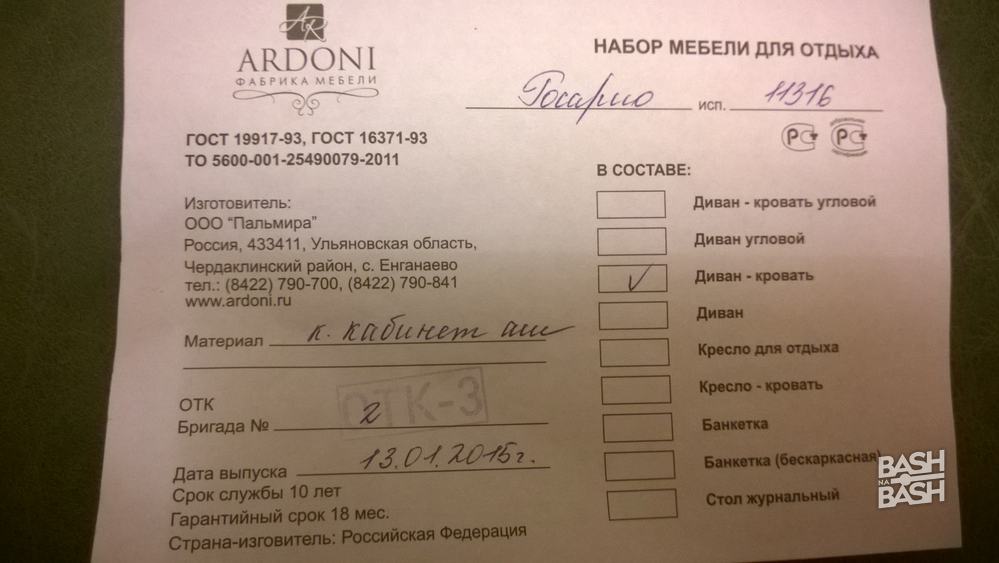 AR
ARDONI
ФАБРИКА МЕБЕЛИ
НАБОР МЕБЕЛИ ДЛЯ ОТДЫХА
Росарио исп. 11316
ГОСТ 19917-93, ГОСТ 16371-93
ТО 5600-001-25490079-2011
Изготовитель:
ООО “Пальмира”
Россия, 433411, Ульяновская область,
Чердаклинский район, с. Енганаево
тел.: (8422) 790-700, (8422) 790-841
www.ardoni.ru
Материал к. кабинет
ОТК
ОТК-3
Бригада № 2
Дата выпуска 13.01.2015г.
Срок службы 10 лет
Гарантийный срок 18 мес.
Страна-изговитель: Российская Федерация
РС РС
В СОСТАВЕ:
Диван - кровать угловой
Диван угловой
✓ Диван - кровать
Диван
Кресло для отдыха
Кресло - кровать
Банкетка
Банкетка (бескаркасная)
Стол журнальный
BASH
NA
BASH